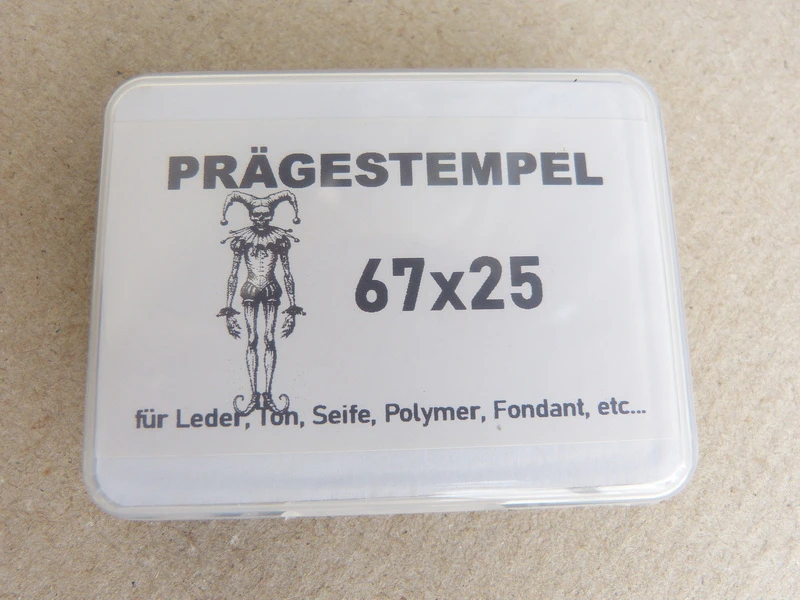 PRÄGESTEMPEL
67x25
für Leder, Ton, Seife, Polymer, Fondant, etc...